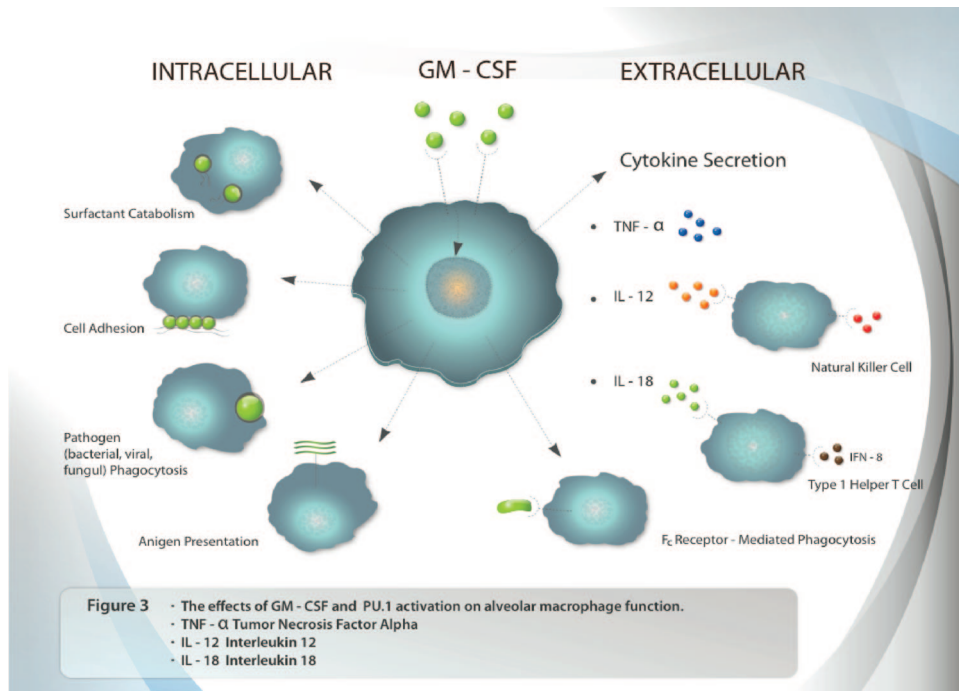 INTRACELLULAR
GM - CSF
EXTRACELLULAR
Surfactant Catabolism
Cell Adhesion
Pathogen
(bacterial, viral,
fungul) Phagocytosis
Anigen Presentation
Cytokine Secretion
• TNF - α
• IL - 12
Natural Killer Cell
• IL - 18
IFN - 8
Type 1 Helper T Cell
Fc Receptor - Mediated Phagocytosis
Figure 3 · The effects of GM - CSF and PU.1 activation on alveolar macrophage function.
· TNF - α Tumor Necrosis Factor Alpha
· IL - 12 Interleukin 12
· IL - 18 Interleukin 18